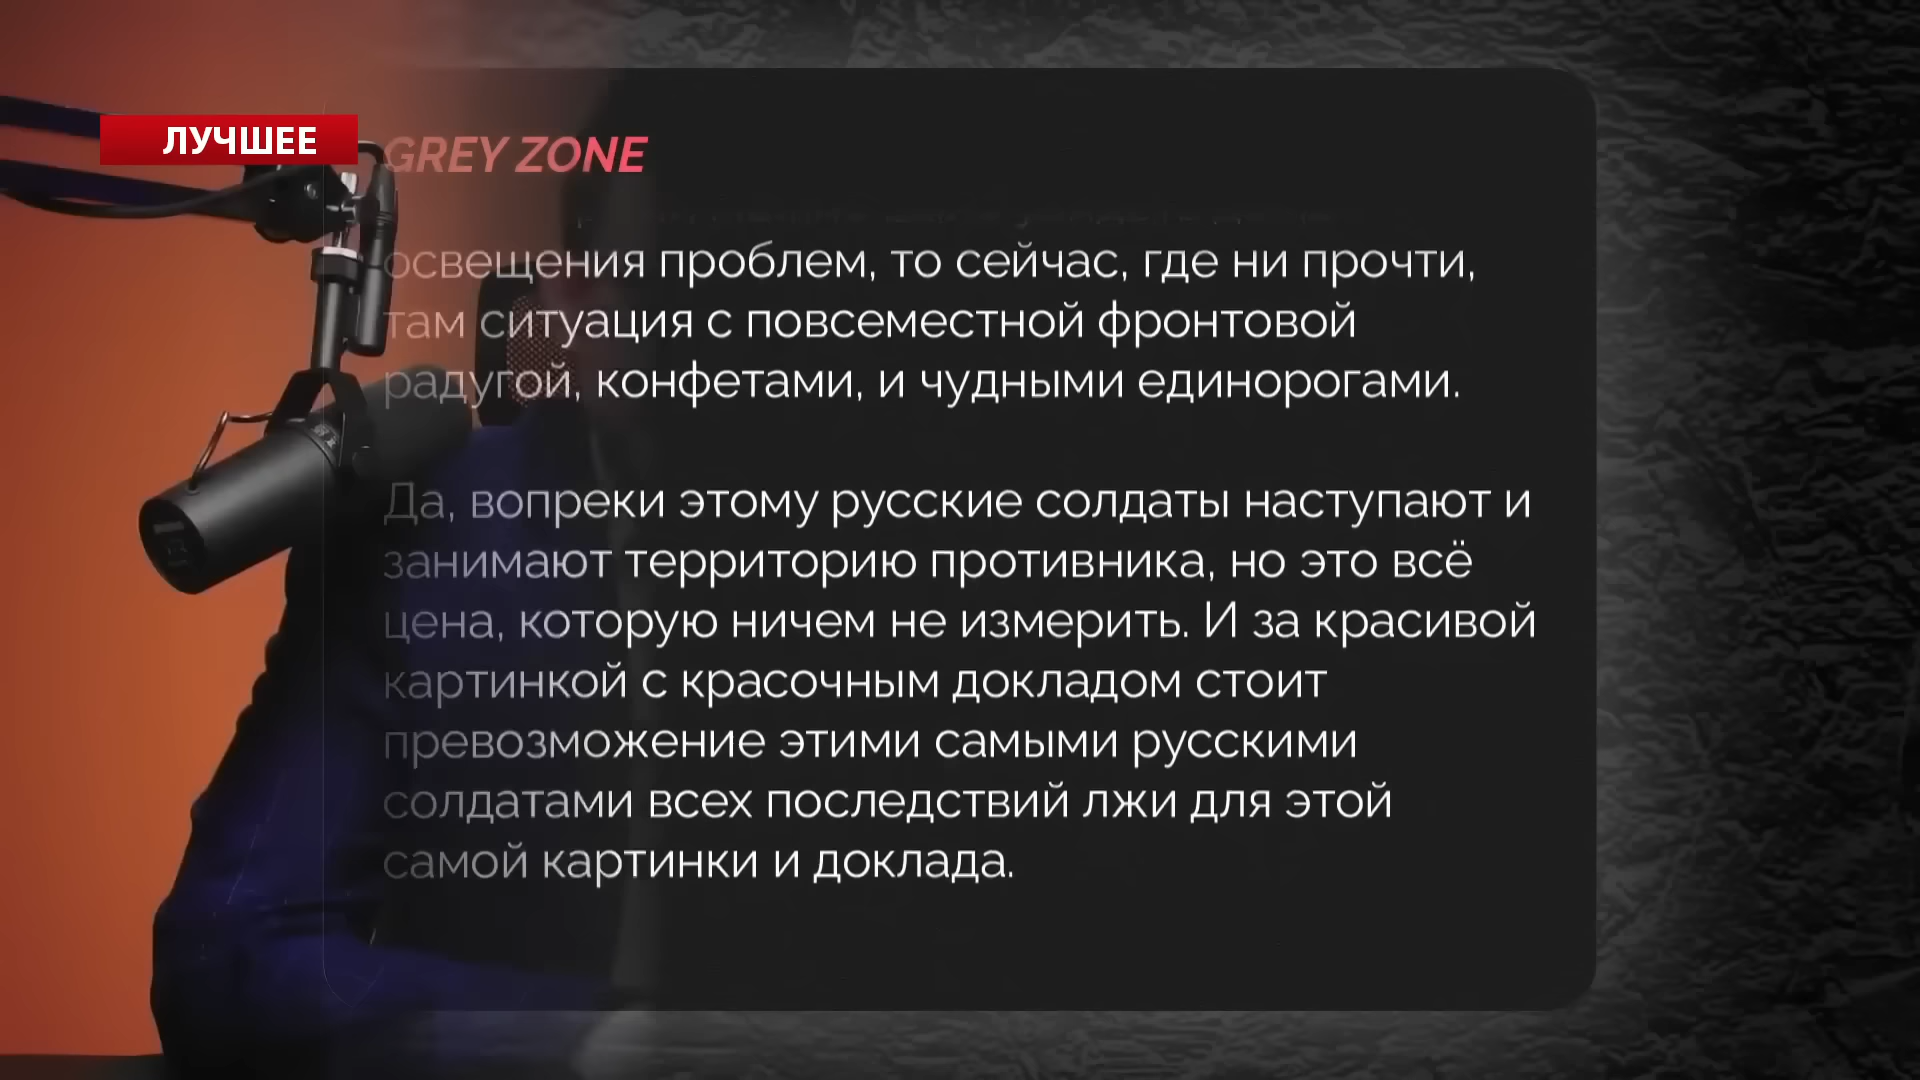 ЛУЧШЕЕ
GREY ZONE
освещения проблем, то сейчас, где ни прочти,
там ситуация с повсеместной фронтовой
радугой, конфетами, и чудными единорогами.
Да, вопреки этому русские солдаты наступают и
занимают территорию противника, но это всё
цена, которую ничем не измерить. И за красивой
картинкой с красочным докладом стоит
превозможение этими самыми русскими
солдатами всех последствий лжи для этой
самой картинки и доклада.